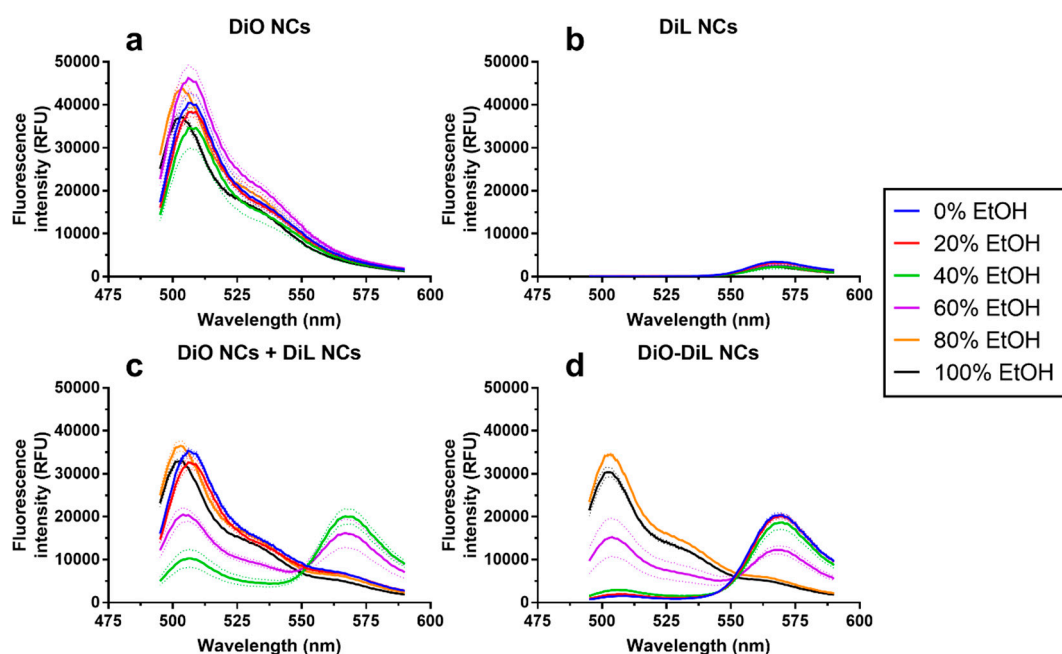 a
DiO NCs
Fluorescence
intensity (RFU)
50000
40000
30000
20000
10000
0
475 500 525 550 575 600
Wavelength (nm)
b
DiL NCs
Fluorescence
intensity (RFU)
50000
40000
30000
20000
10000
0
475 500 525 550 575 600
Wavelength (nm)
0% EtOH
20% EtOH
40% EtOH
60% EtOH
80% EtOH
100% EtOH
c
DiO NCs + DiL NCs
Fluorescence
intensity (RFU)
50000
40000
30000
20000
10000
0
475 500 525 550 575 600
Wavelength (nm)
d
DiO-DiL NCs
Fluorescence
intensity (RFU)
50000
40000
30000
20000
10000
0
475 500 525 550 575 600
Wavelength (nm)